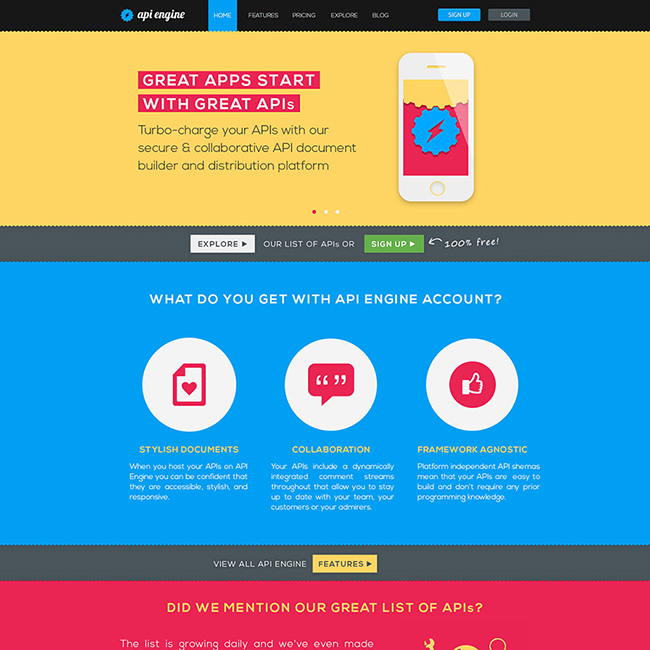 api engine
HOME
FEATURES
PRICING
EXPLORE
BLOG
SIGN UP
LOGIN
GREAT APPS START
WITH GREAT APIs
Turbo-charge your APIs with our
secure & collaborative API document
builder and distribution platform
EXPLORE
OUR LIST OF APIs OR
SIGN UP
100% free!
WHAT DO YOU GET WITH API ENGINE ACCOUNT?
STYLISH DOCUMENTS
When you host your APIs on API
Engine you can be confident that
they are accessible, stylish, and
responsive.
COLLABORATION
Your APIs include a dynamically
integrated comment streams
throughout that allow you to stay
up to date with your team, your
customers or your admirers.
FRAMEWORK AGNOSTIC
Platform independent API shemas
mean that your APIs are easy to
build and don't require any prior
programming knowledge.
VIEW ALL API ENGINE
FEATURES
DID WE MENTION OUR GREAT LIST OF APIs?
The list is growing daily and we've even made